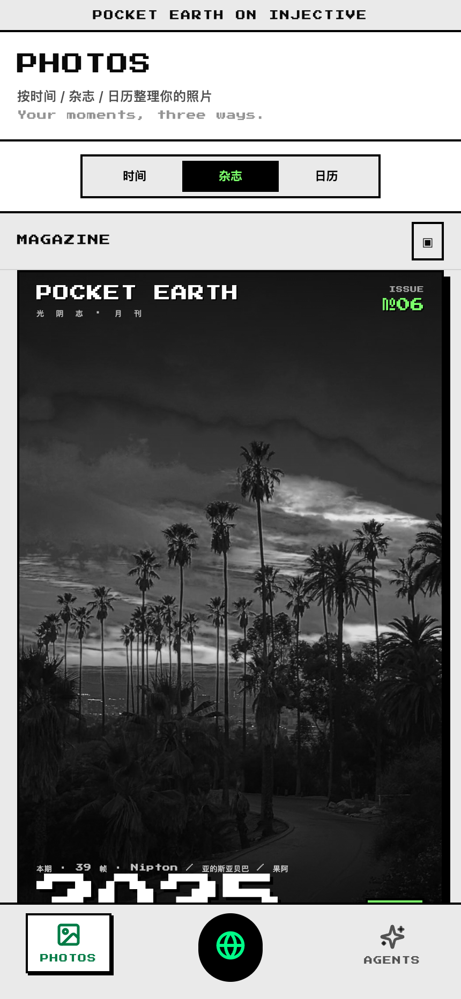 POCKET EARTH ON INJECTIVE
PHOTOS
按时间 / 杂志 / 日历整理你的照片
Your moments, three ways.
时间 杂志 日历
MAGAZINE
POCKET EARTH
光阴志·月刊
ISSUE
№06
本期 · 39 帧 · Nipton / 亚的斯亚贝巴 / 果阿
2025
PHOTOS
AGENTS